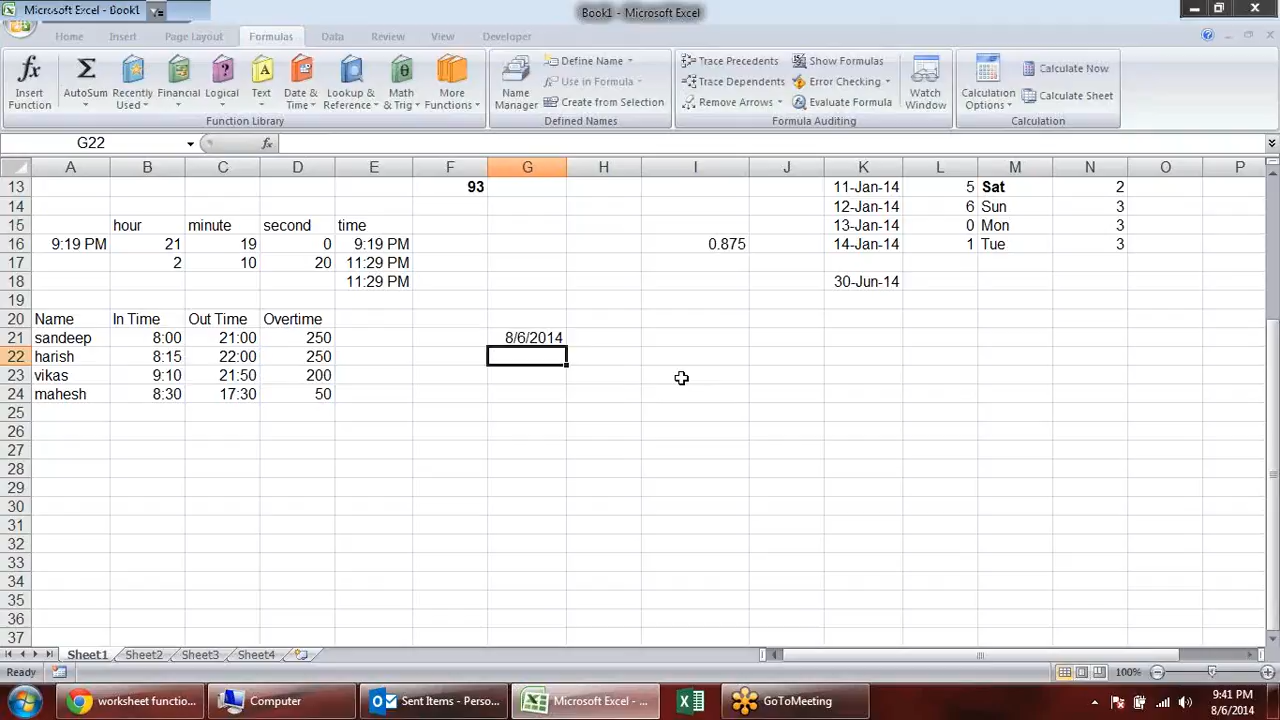 Microsoft Excel - Book1
Book1 - Microsoft Excel
Home Insert Page Layout Formulas Data Review View Developer
Insert Function
AutoSum
Recently Used
Financial
Logical
Text
Date & Time
Lookup & Reference
Math & Trig
More Functions
Function Library
Name Manager
Define Name
Use in Formula
Create from Selection
Defined Names
Trace Precedents
Trace Dependents
Remove Arrows
Show Formulas
Error Checking
Evaluate Formula
Watch Window
Formula Auditing
Calculation Options
Calculate Now
Calculate Sheet
Calculation
G22 fx
A B C D E F G H I J K L M N O P
13 93 11-Jan-14 5 Sat 2
14 12-Jan-14 6 Sun 3
15 hour minute second time 13-Jan-14 0 Mon 3
16 9:19 PM 21 19 0 9:19 PM 0.875 14-Jan-14 1 Tue 3
17 2 10 20 11:29 PM
18 11:29 PM 30-Jun-14
19
20 Name In Time Out Time Overtime
21 sandeep 8:00 21:00 250 8/6/2014
22 harish 8:15 22:00 250
23 vikas 9:10 21:50 200
24 mahesh 8:30 17:30 50
25
26
27
28
29
30
31
32
33
34
35
36
37
Sheet1 Sheet2 Sheet3 Sheet4
Ready 100%
worksheet functio... Computer Sent Items - Perso... Microsoft Excel - ... GoToMeeting 9:41 PM
8/6/2014